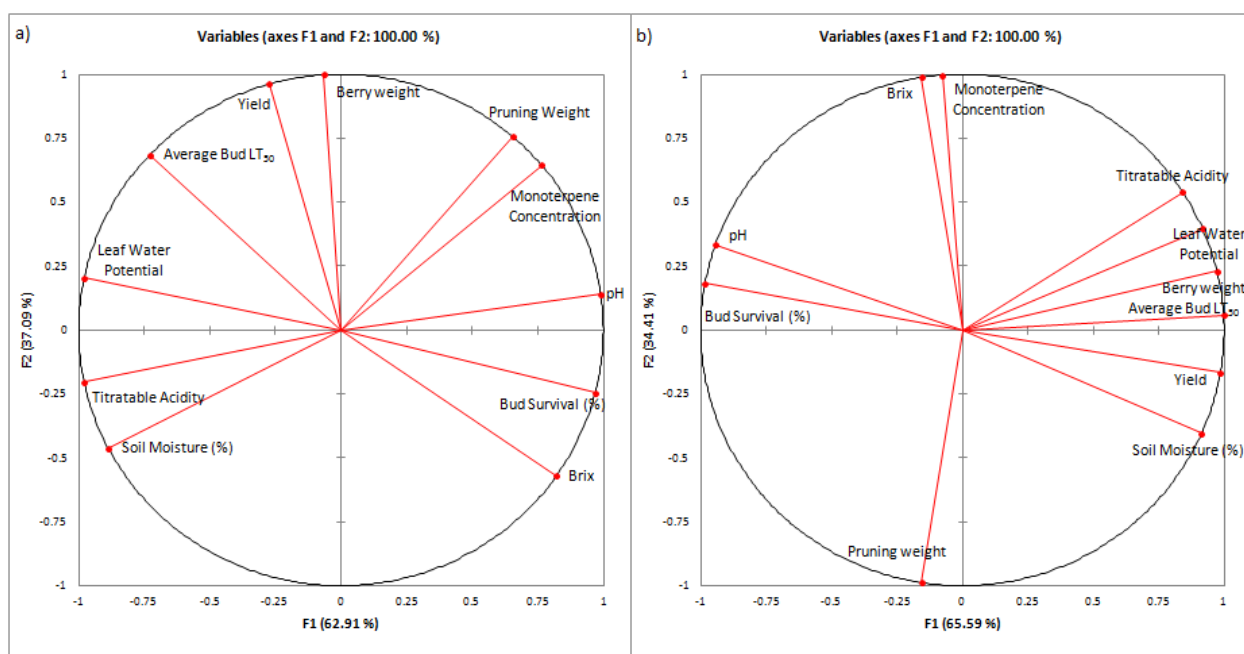 a)
Variables (axes F1 and F2: 100.00 %)
1
0.75
0.5
0.25
0
-0.25
-0.5
-0.75
-1
F2 (37.09 %)
Berry weight
Yield
Pruning Weight
Average Bud LT₅₀
Monoterpene
Concentration
Leaf Water
Potential
pH
Titratable Acidity
Bud Survival (%)
Soil Moisture (%)
Brix
-1
-0.75
-0.5
-0.25
0
0.25
0.5
0.75
1
F1 (62.91 %)
b)
Variables (axes F1 and F2: 100.00 %)
1
0.75
0.5
0.25
0
-0.25
-0.5
-0.75
-1
F2 (34.41 %)
Brix
Monoterpene
Concentration
Titratable Acidity
pH
Leaf Water
Potential
Berry weight
Bud Survival (%)
Average Bud LT₅₀
Yield
Soil Moisture (%)
Pruning weight
-1
-0.75
-0.5
-0.25
0
0.25
0.5
0.75
1
F1 (65.59 %)